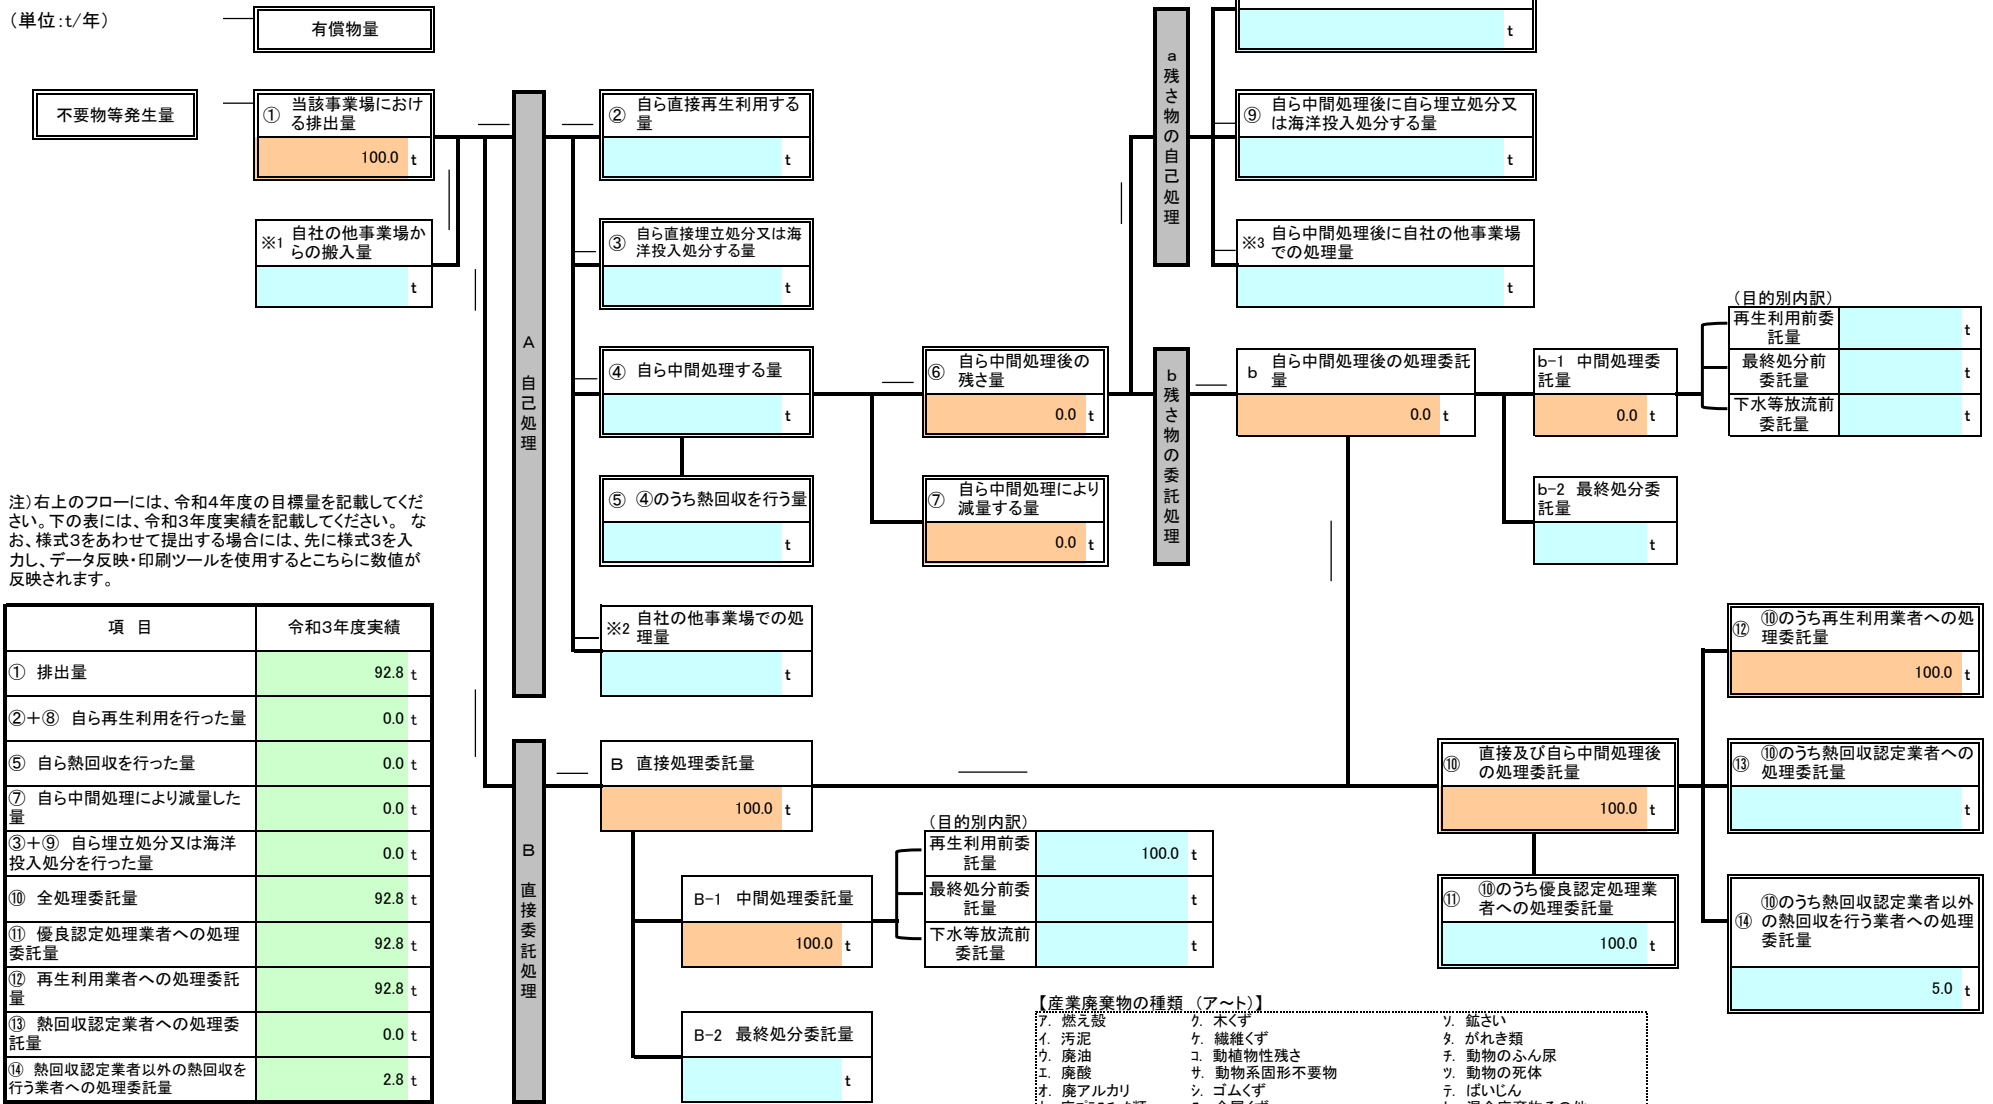 （単位：t/年）
有償物量
不要物等発生量
① 当該事業場におけ
る排出量
100.0 t
※1 自社の他事業場か
らの搬入量
t
A 自己処理
② 自ら直接再生利用する
量
t
③ 自ら直接埋立処分又は海
洋投入処分する量
t
④ 自ら中間処理する量
t
⑤ ④のうち熱回収を行う量
t
※2 自社の他事業場での処
理量
t
⑥ 自ら中間処理後の
残さ量
0.0 t
⑦ 自ら中間処理により
減量する量
0.0 t
a 残さ物の自己処理
t
⑨ 自ら中間処理後に自ら埋立処分又
は海洋投入処分する量
t
※3 自ら中間処理後に自社の他事業場
での処理量
t
b 残さ物の委託処理
b 自ら中間処理後の処理委託
量
0.0 t
b-1 中間処理委
託量
0.0 t
b-2 最終処分委
託量
t
（目的別内訳）
再生利用前委
託量
t
最終処分前
委託量
t
下水等放流前
委託量
t
注）右上のフローには、令和4年度の目標量を記載してくだ
さい。下の表には、令和3年度実績を記載してください。 な
お、様式3をあわせて提出する場合には、先に様式3を入
力し、データ反映・印刷ツールを使用するとこちらに数値が
反映されます。
項 目 令和3年度実績
① 排出量 92.8 t
②＋⑧ 自ら再生利用を行った量 0.0 t
⑤ 自ら熱回収を行った量 0.0 t
⑦ 自ら中間処理により減量した
量 0.0 t
③＋⑨ 自ら埋立処分又は海洋
投入処分を行った量 0.0 t
⑩ 全処理委託量 92.8 t
⑪ 優良認定処理業者への処理
委託量 92.8 t
⑫ 再生利用業者への処理委託
量 92.8 t
⑬ 熱回収認定業者への処理委
託量 0.0 t
⑭ 熱回収認定業者以外の熱回収を
行う業者への処理委託量 2.8 t
B 直接委託処理
B 直接処理委託量
100.0 t
B-1 中間処理委託量
100.0 t
B-2 最終処分委託量
t
（目的別内訳）
再生利用前委
託量
100.0 t
最終処分前委
託量
t
下水等放流前
委託量
t
⑩ 直接及び自ら中間処理後
の処理委託量
100.0 t
⑪ ⑩のうち優良認定処理業
者への処理委託量
100.0 t
⑫ ⑩のうち再生利用業者への処
理委託量
100.0 t
⑬ ⑩のうち熱回収認定業者への
処理委託量
t
⑭ ⑩のうち熱回収認定業者以外
の熱回収を行う業者への処理
委託量
5.0 t
【産業廃棄物の種類 （ア～ト）】
ア. 燃え殻 ク. 木くず ソ. 鉱さい
イ. 汚泥 ケ. 繊維くず タ. がれき類
ウ. 廃油 コ. 動植物性残さ チ. 動物のふん尿
エ. 廃酸 サ. 動物系固形不要物 ツ. 動物の死体
オ. 廃アルカリ シ. ゴムくず テ. ばいじん